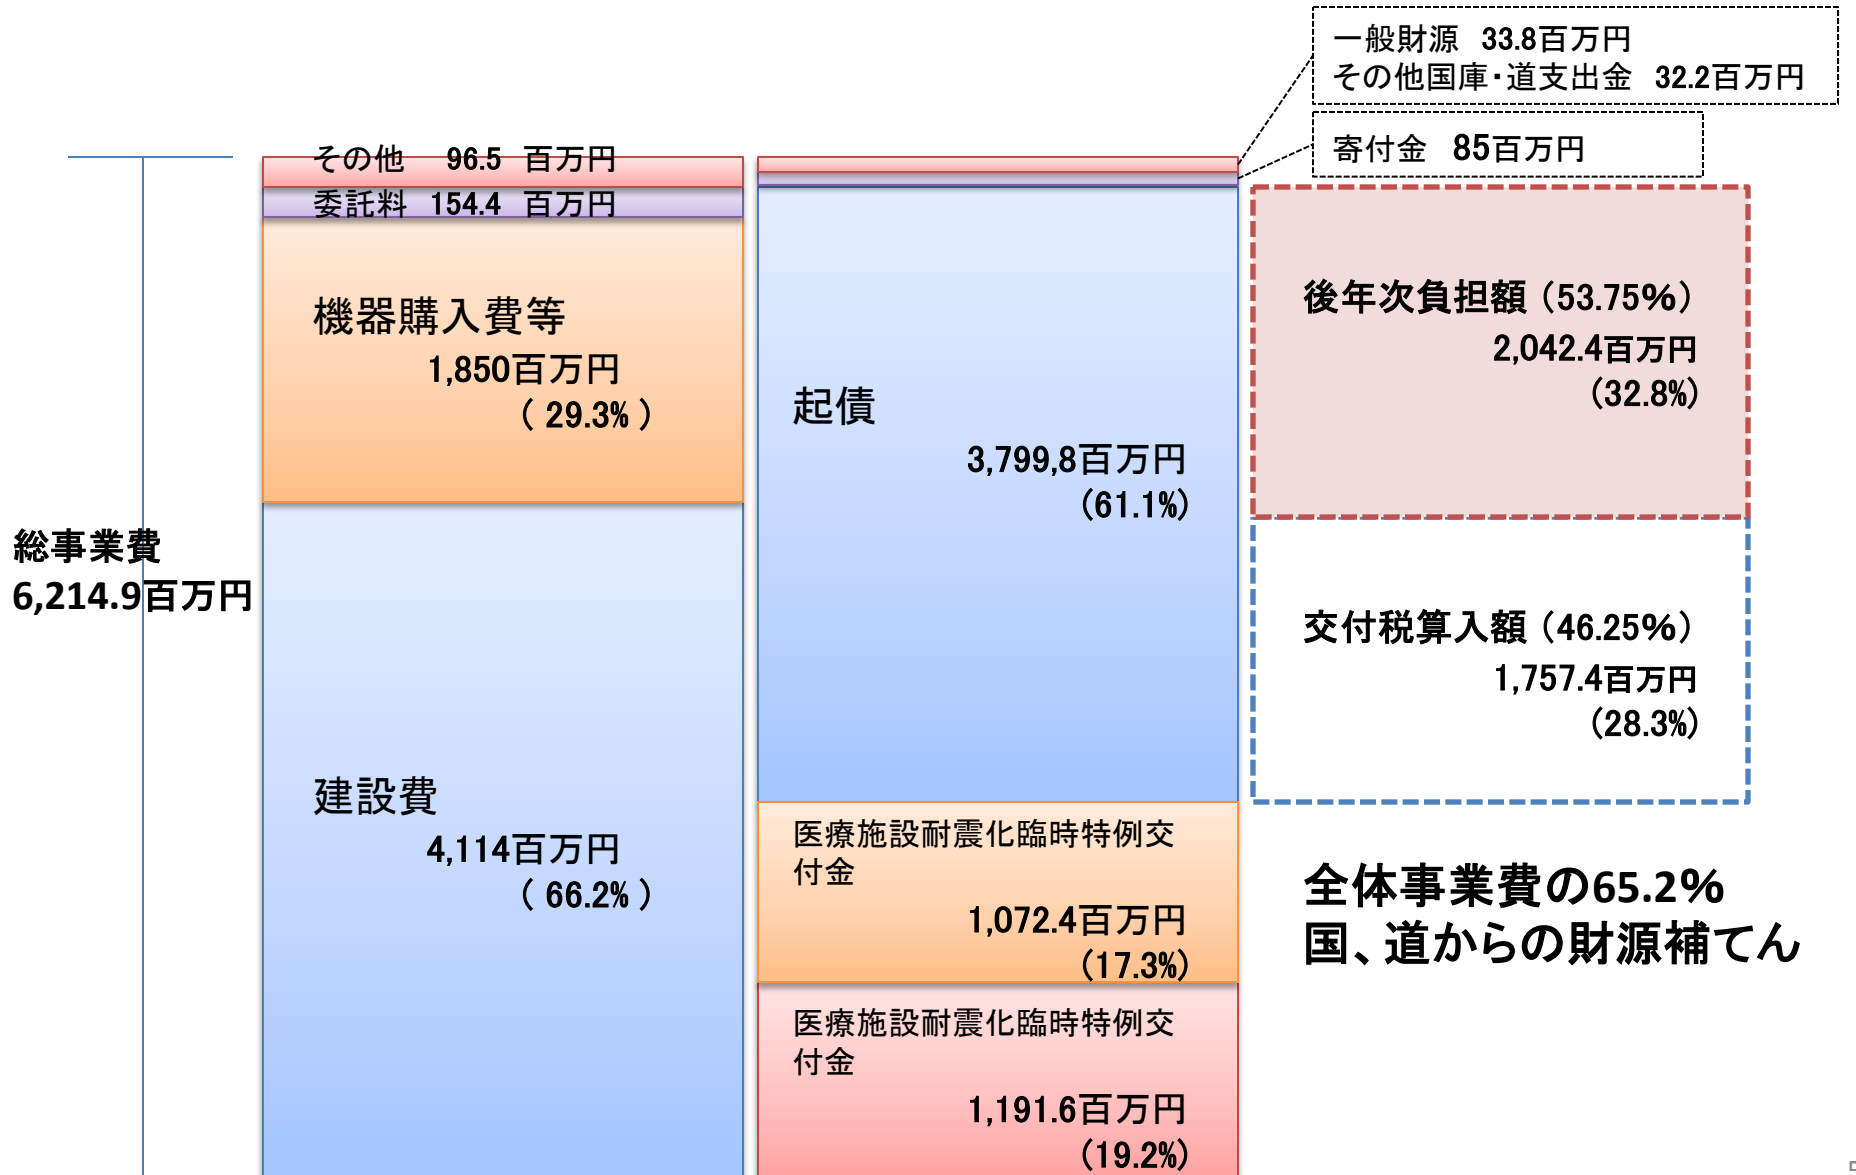 総事業費
6,214.9百万円
その他 96.5 百万円
委託料 154.4 百万円
機器購入費等
1,850百万円
( 29.3% )
建設費
4,114百万円
( 66.2% )
起債
3,799,8百万円
(61.1%)
医療施設耐震化臨時特例交
付金
1,072.4百万円
(17.3%)
医療施設耐震化臨時特例交
付金
1,191.6百万円
(19.2%)
一般財源 33.8百万円
その他国庫・道支出金 32.2百万円
寄付金 85百万円
後年次負担額（53.75%）
2,042.4百万円
(32.8%)
交付税算入額（46.25%）
1,757.4百万円
(28.3%)
全体事業費の65.2%
国、道からの財源補てん